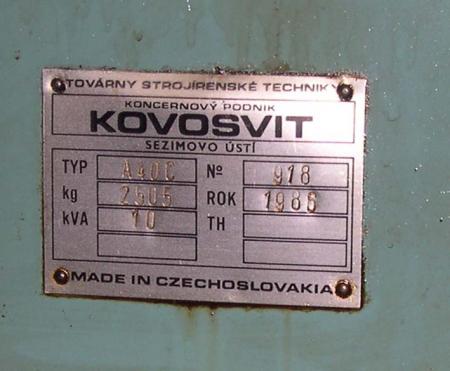 TOVÁRNY STROJÍRENSKÉ TECHNIKY
KONCERNOVÝ PODNIK
KOVOSVIT
SEZIMOVO ÚSTÍ
TYP A40C № 918
kg 2505 ROK 1986
kVA 10 TH
MADE IN CZECHOSLOVAKIA